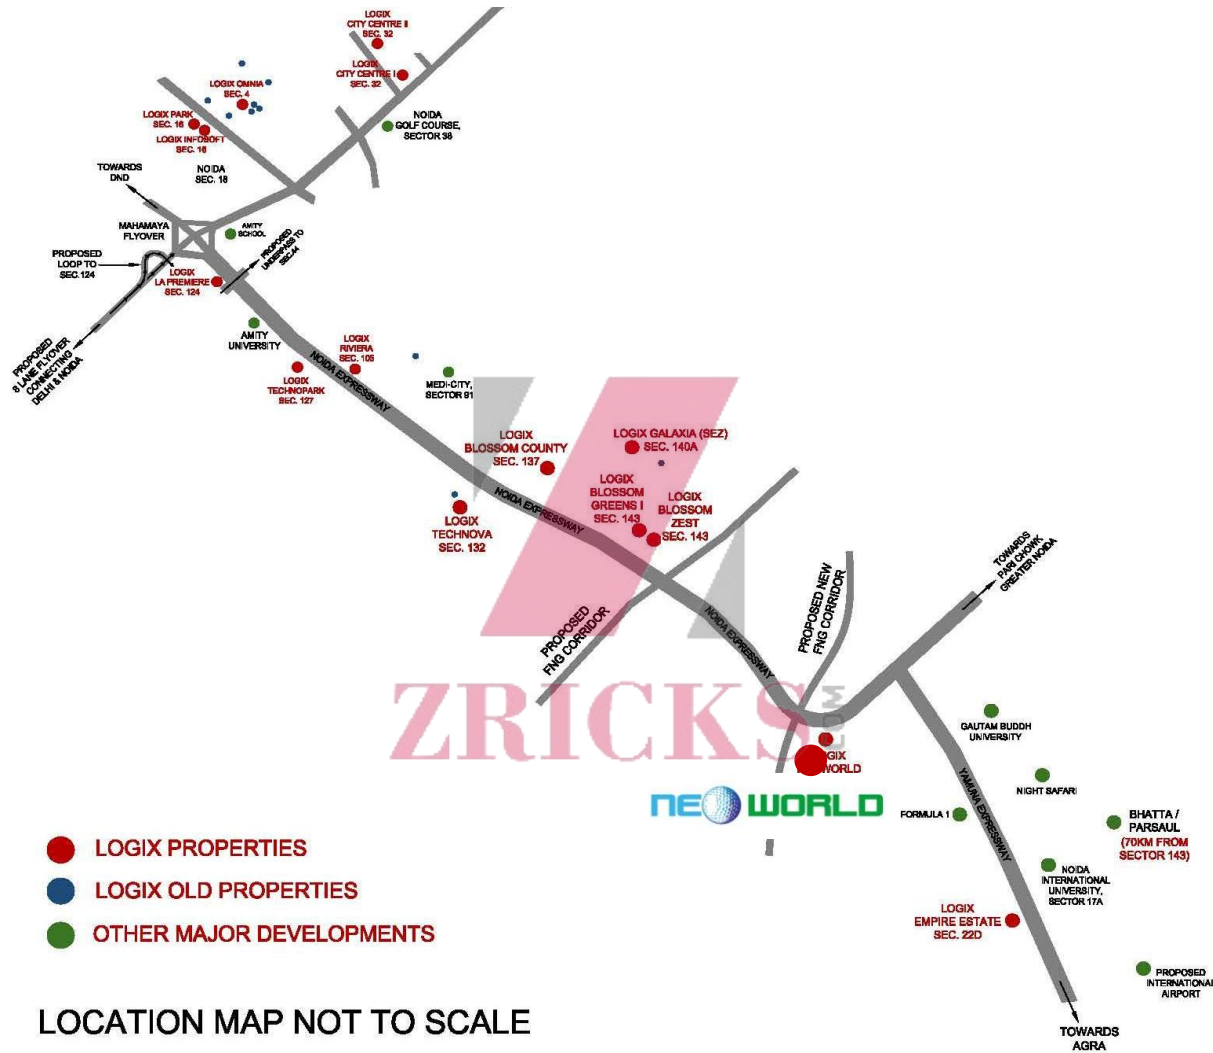 LOGIX
CITY CENTRE II
SEC. 32
LOGIX
CITY CENTRE I
SEC. 32
LOGIX OMNIA
SEC. 4
LOGIX PARK
SEC. 16
LOGIX INFOSOFT
SEC. 16
NOIDA
GOLF COURSE,
SECTOR 38
NOIDA
SEC. 18
TOWARDS
DND
MAHAMAYA
FLYOVER
AMITY
SCHOOL
PROPOSED
UNDERPASS TO
SEC.44
PROPOSED
LOOP TO
SEC.124
LOGIX
LA PREMIERE
SEC. 124
PROPOSED
8 LANE FLYOVER
CONNECTING
DELHI & NOIDA
AMITY
UNIVERSITY
LOGIX
RIVIERA
SEC. 105
NOIDA EXPRESSWAY
LOGIX
TECHNOPARK
SEC. 127
MEDI-CITY,
SECTOR 91
LOGIX
BLOSSOM COUNTY
SEC. 137
LOGIX GALAXIA (SEZ)
SEC. 140A
LOGIX
BLOSSOM
GREENS I
SEC. 143
LOGIX
BLOSSOM
ZEST
SEC. 143
NOIDA EXPRESSWAY
LOGIX
TECHNOVA
SEC. 132
TOWARDS
PARI CHOWK
GREATER NOIDA
PROPOSED
FNG CORRIDOR
NOIDA EXPRESSWAY
PROPOSED NEW
FNG CORRIDOR
ZRICKS
.COM
GAUTAM BUDDH
UNIVERSITY
WORLD
NEO WORLD
NIGHT SAFARI
YAMUNA EXPRESSWAY
FORMULA 1
BHATTA /
PARSAUL
(70KM FROM
SECTOR 143)
NOIDA
INTERNATIONAL
UNIVERSITY,
SECTOR 17A
LOGIX
EMPIRE ESTATE
SEC. 22D
PROPOSED
INTERNATIONAL
AIRPORT
TOWARDS
AGRA
LOGIX PROPERTIES
LOGIX OLD PROPERTIES
OTHER MAJOR DEVELOPMENTS
LOCATION MAP NOT TO SCALE